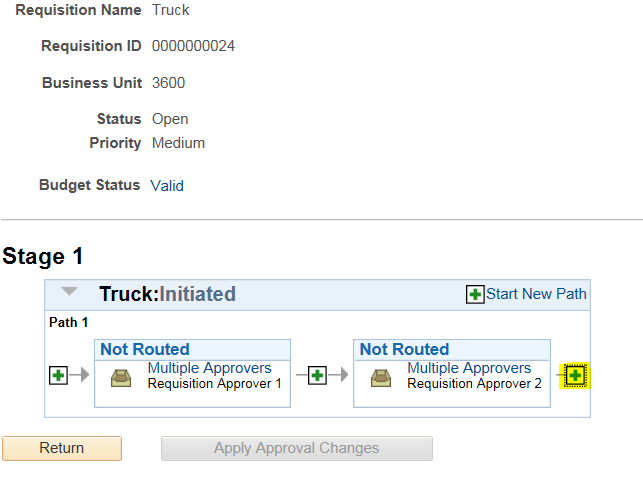 Requisition Name Truck
Requisition ID 0000000024
Business Unit 3600
Status Open
Priority Medium
Budget Status Valid
Stage 1
Truck:Initiated Start New Path
Path 1
Not Routed Not Routed
Multiple Approvers Multiple Approvers
Requisition Approver 1 Requisition Approver 2
Return Apply Approval Changes